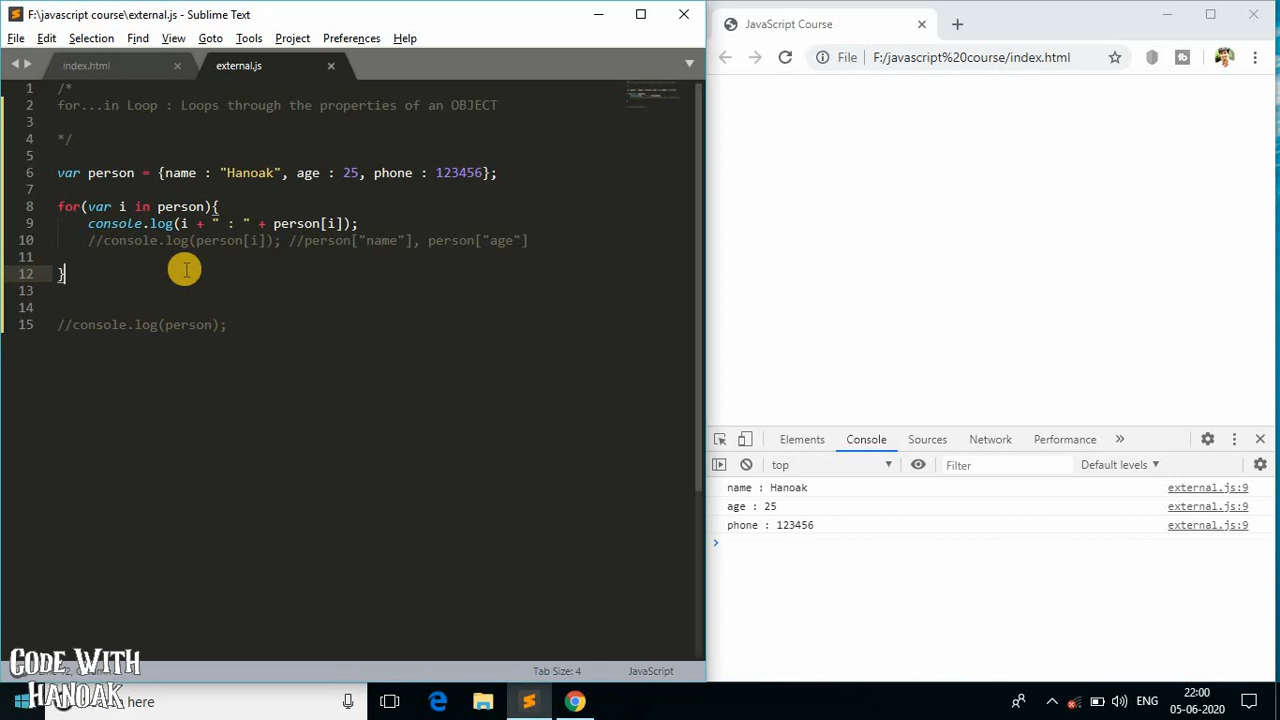 F:\javascript course\external.js - Sublime Text
File Edit Selection Find View Goto Tools Project Preferences Help
index.html
external.js
1 /*
2 for...in Loop : Loops through the properties of an OBJECT
3
4 */
5
6 var person = {name : "Hanoak", age : 25, phone : 123456};
7
8 for(var i in person){
9 console.log(i + " : " + person[i]);
10 //console.log(person[i]); //person["name"], person["age"]
11
12 }
13
14
15 //console.log(person);
Tab Size: 4 JavaScript
JavaScript Course
File F:/javascript%20course/index.html
Elements Console Sources Network Performance »
top Filter Default levels
name : Hanoak external.js:9
age : 25 external.js:9
phone : 123456 external.js:9
CODE WITH
HANOAK
here
ENG
22:00
05-06-2020